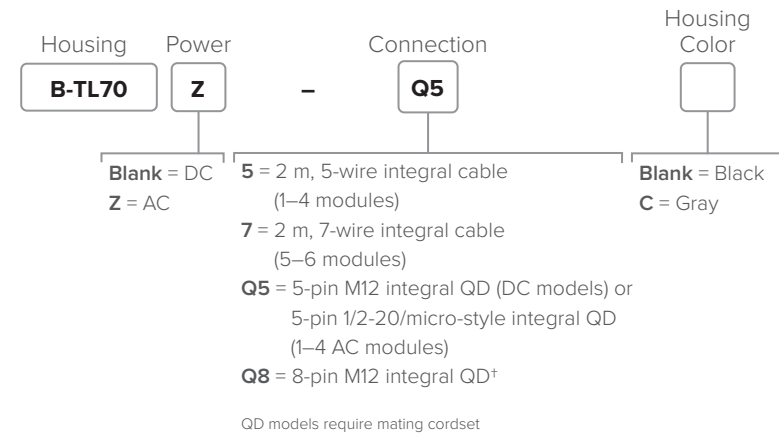 Housing Power Connection Housing Color
B-TL70 Z – Q5
Blank = DC
Z = AC
5 = 2 m, 5-wire integral cable
(1–4 modules)
7 = 2 m, 7-wire integral cable
(5–6 modules)
Q5 = 5-pin M12 integral QD (DC models) or
5-pin 1/2-20/micro-style integral QD
(1–4 AC modules)
Q8 = 8-pin M12 integral QD†
QD models require mating cordset
Blank = Black
C = Gray